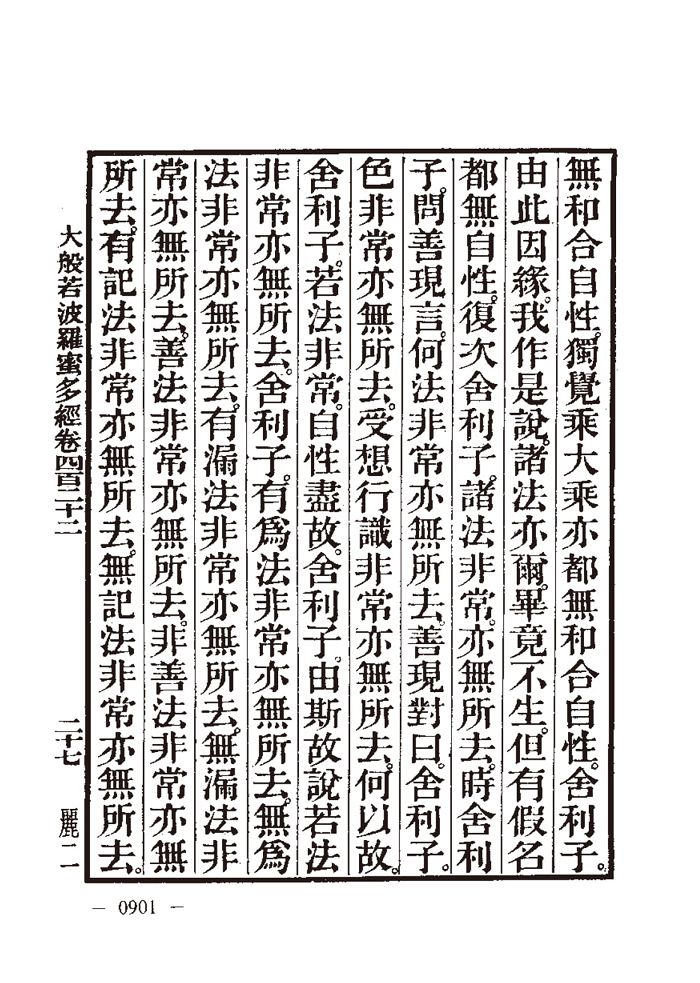 無和合自性。獨覺乘大乘亦都無和合自性。舍利子。
由此因緣。我作是說。諸法亦爾。畢竟不生。但有假名
都無自性。復次舍利子。諸法非常。亦無所去。時舍利
子。問善現言。何法非常亦無所去。善現對曰。舍利子。
色非常亦無所去。受想行識非常亦無所去。何以故。
舍利子。若法非常。自性盡故。舍利子。由斯故說若法
非常亦無所去。舍利子。有爲法非常亦無所去。無爲
法非常亦無所去。有漏法非常亦無所去。無漏法非
常亦無所去。善法非常亦無所去。非善法非常亦無
所去。有記法非常亦無所去。無記法非常亦無所去。
大般若波羅蜜多經卷四百二十二 二十七 麗二
— 0901 —